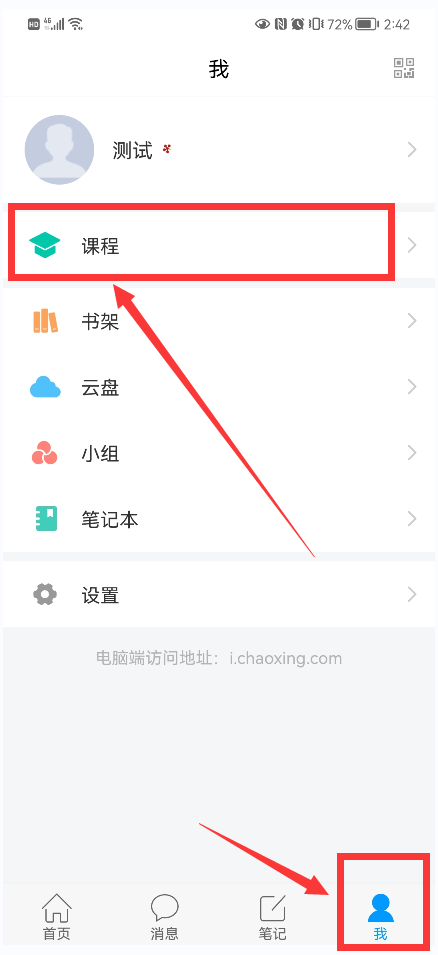 HD 4G 72% 2:42
我
测试
课程
书架
云盘
小组
笔记本
设置
电脑端访问地址：i.chaoxing.com
首页 消息 笔记 我